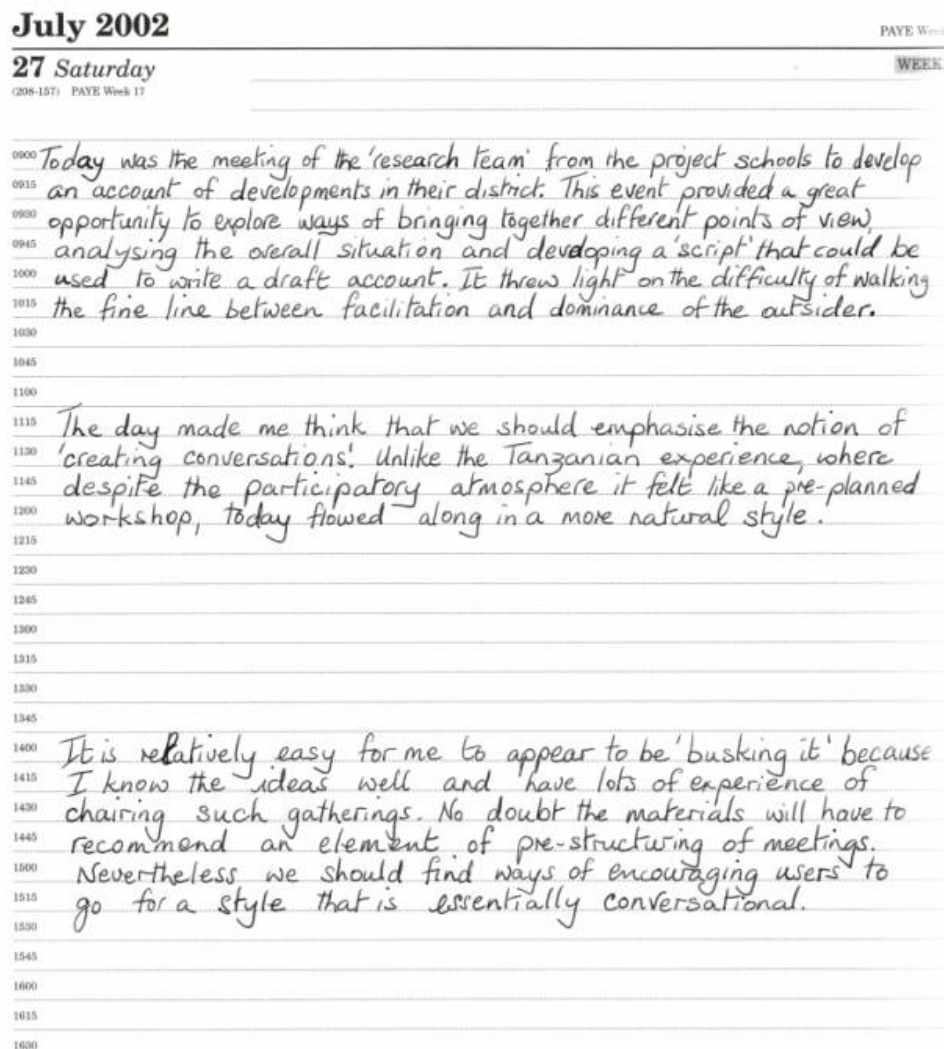 July 2002
PAYE
27 Saturday
WEEK
(208-157) PAYE Week 17
0900 Today was the meeting of the 'research team' from the project schools to develop
0915 an account of developments in their district. This event provided a great
0930 opportunity to explore ways of bringing together different points of view,
0945 analysing the overall situation and developing a 'script' that could be
1000 used to write a draft account. It threw light on the difficulty of walking
1015 the fine line between facilitation and dominance of the outsider.
1030
1045
1100
1115 The day made me think that we should emphasise the notion of
1130 'creating conversations'. Unlike the Tanzanian experience, where
1145 despite the participatory atmosphere it felt like a pre-planned
1200 workshop, today flowed along in a more natural style.
1215
1230
1245
1300
1315
1330
1345
1400 It is relatively easy for me to appear to be 'busking it' because
1415 I know the ideas well and have lots of experience of
1430 chairing such gatherings. No doubt the materials will have to
1445 recommend an element of pre-structuring of meetings.
1500 Nevertheless we should find ways of encouraging users to
1515 go for a style that is essentially conversational.
1530
1545
1600
1615
1630